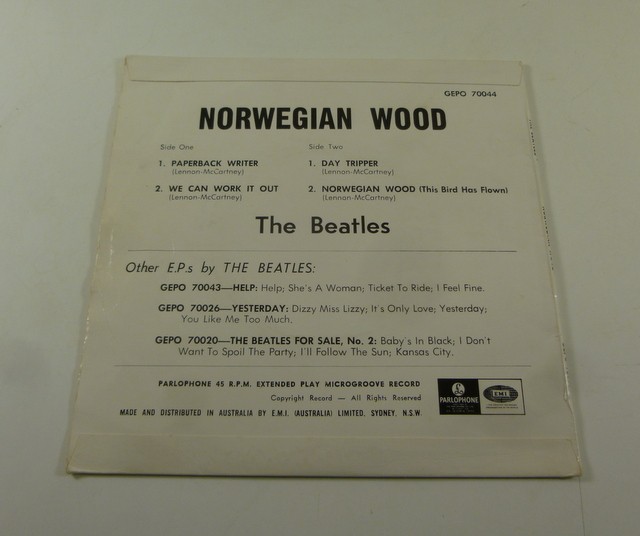 GEPO 70044
NORWEGIAN WOOD
Side One
1. PAPERBACK WRITER
(Lennon-McCartney)
2. WE CAN WORK IT OUT
(Lennon-McCartney)
Side Two
1. DAY TRIPPER
(Lennon-McCartney)
2. NORWEGIAN WOOD (This Bird Has Flown)
(Lennon-McCartney)
The Beatles
Other E.P.s by THE BEATLES:
GEPO 70043—HELP: Help; She's A Woman; Ticket To Ride; I Feel Fine.
GEPO 70026—YESTERDAY: Dizzy Miss Lizzy; It's Only Love; Yesterday;
You Like Me Too Much.
GEPO 70020—THE BEATLES FOR SALE, No. 2: Baby's In Black; I Don't
Want To Spoil The Party; I'll Follow The Sun; Kansas City.
PARLOPHONE 45 R.P.M. EXTENDED PLAY MICROGROOVE RECORD
Copyright Record — All Rights Reserved
MADE AND DISTRIBUTED IN AUSTRALIA BY E.M.I. (AUSTRALIA) LIMITED, SYDNEY, N.S.W.
PARLOPHONE
EMI